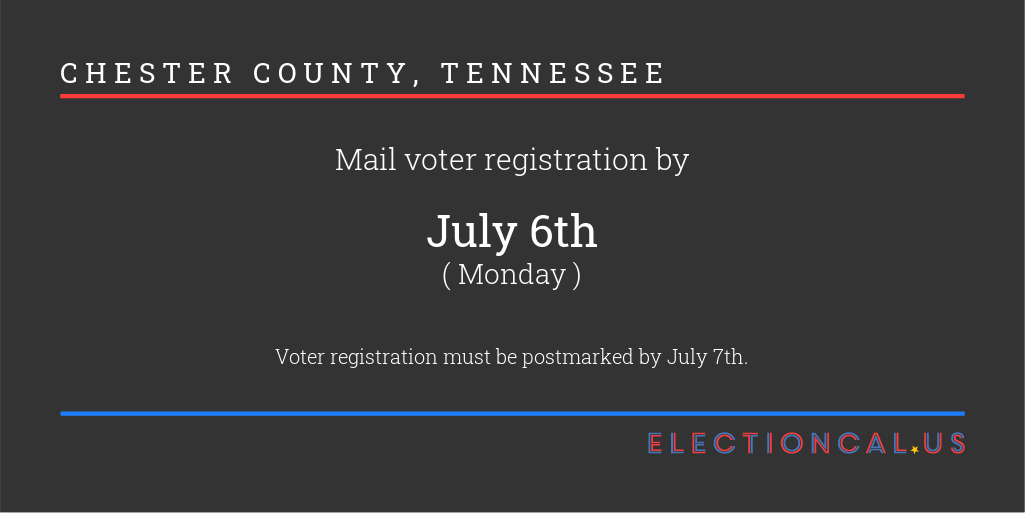 CHESTER COUNTY, TENNESSEE
Mail voter registration by
July 6th
( Monday )
Voter registration must be postmarked by July 7th.
ELECTIONCAL.US